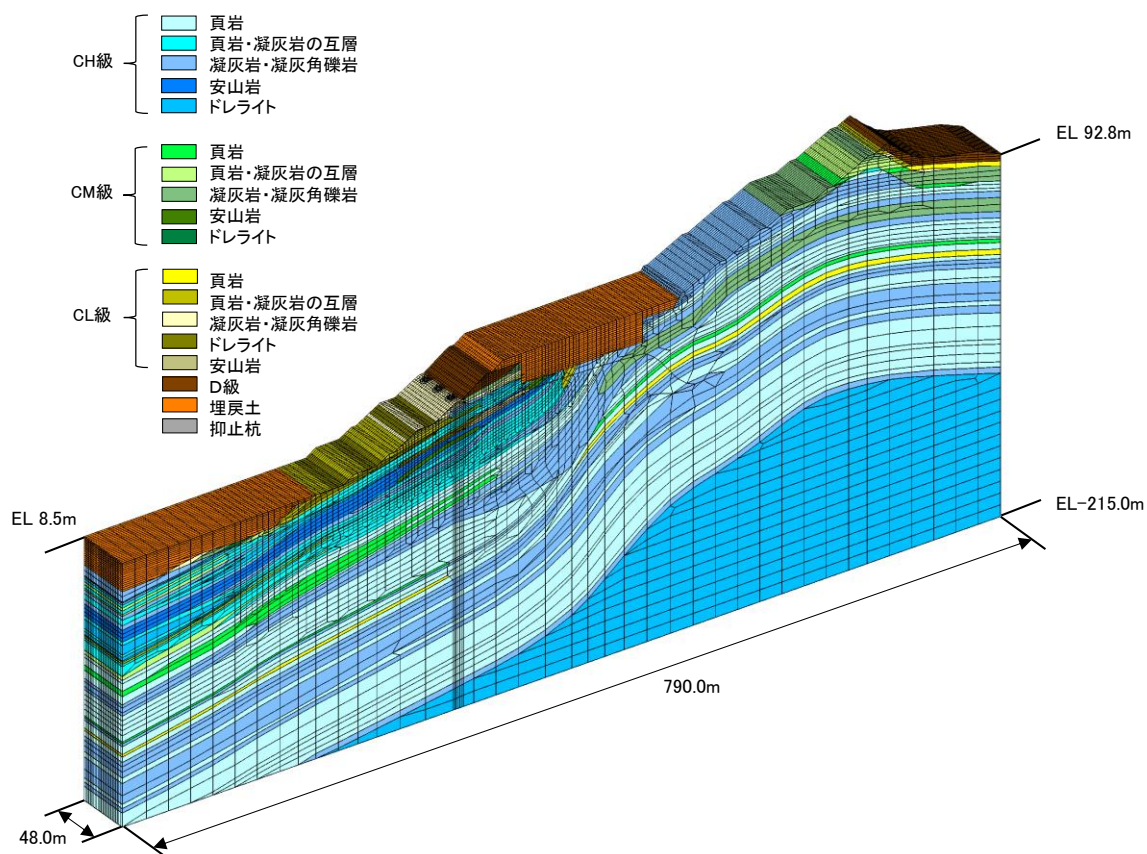 CH級
頁岩
頁岩・凝灰岩の互層
凝灰岩・凝灰角礫岩
安山岩
ドレライト
CM級
頁岩
頁岩・凝灰岩の互層
凝灰岩・凝灰角礫岩
安山岩
ドレライト
CL級
頁岩
頁岩・凝灰岩の互層
凝灰岩・凝灰角礫岩
ドレライト
安山岩
D級
埋戻土
抑止杭
EL 92.8m
EL 8.5m
EL-215.0m
790.0m
48.0m